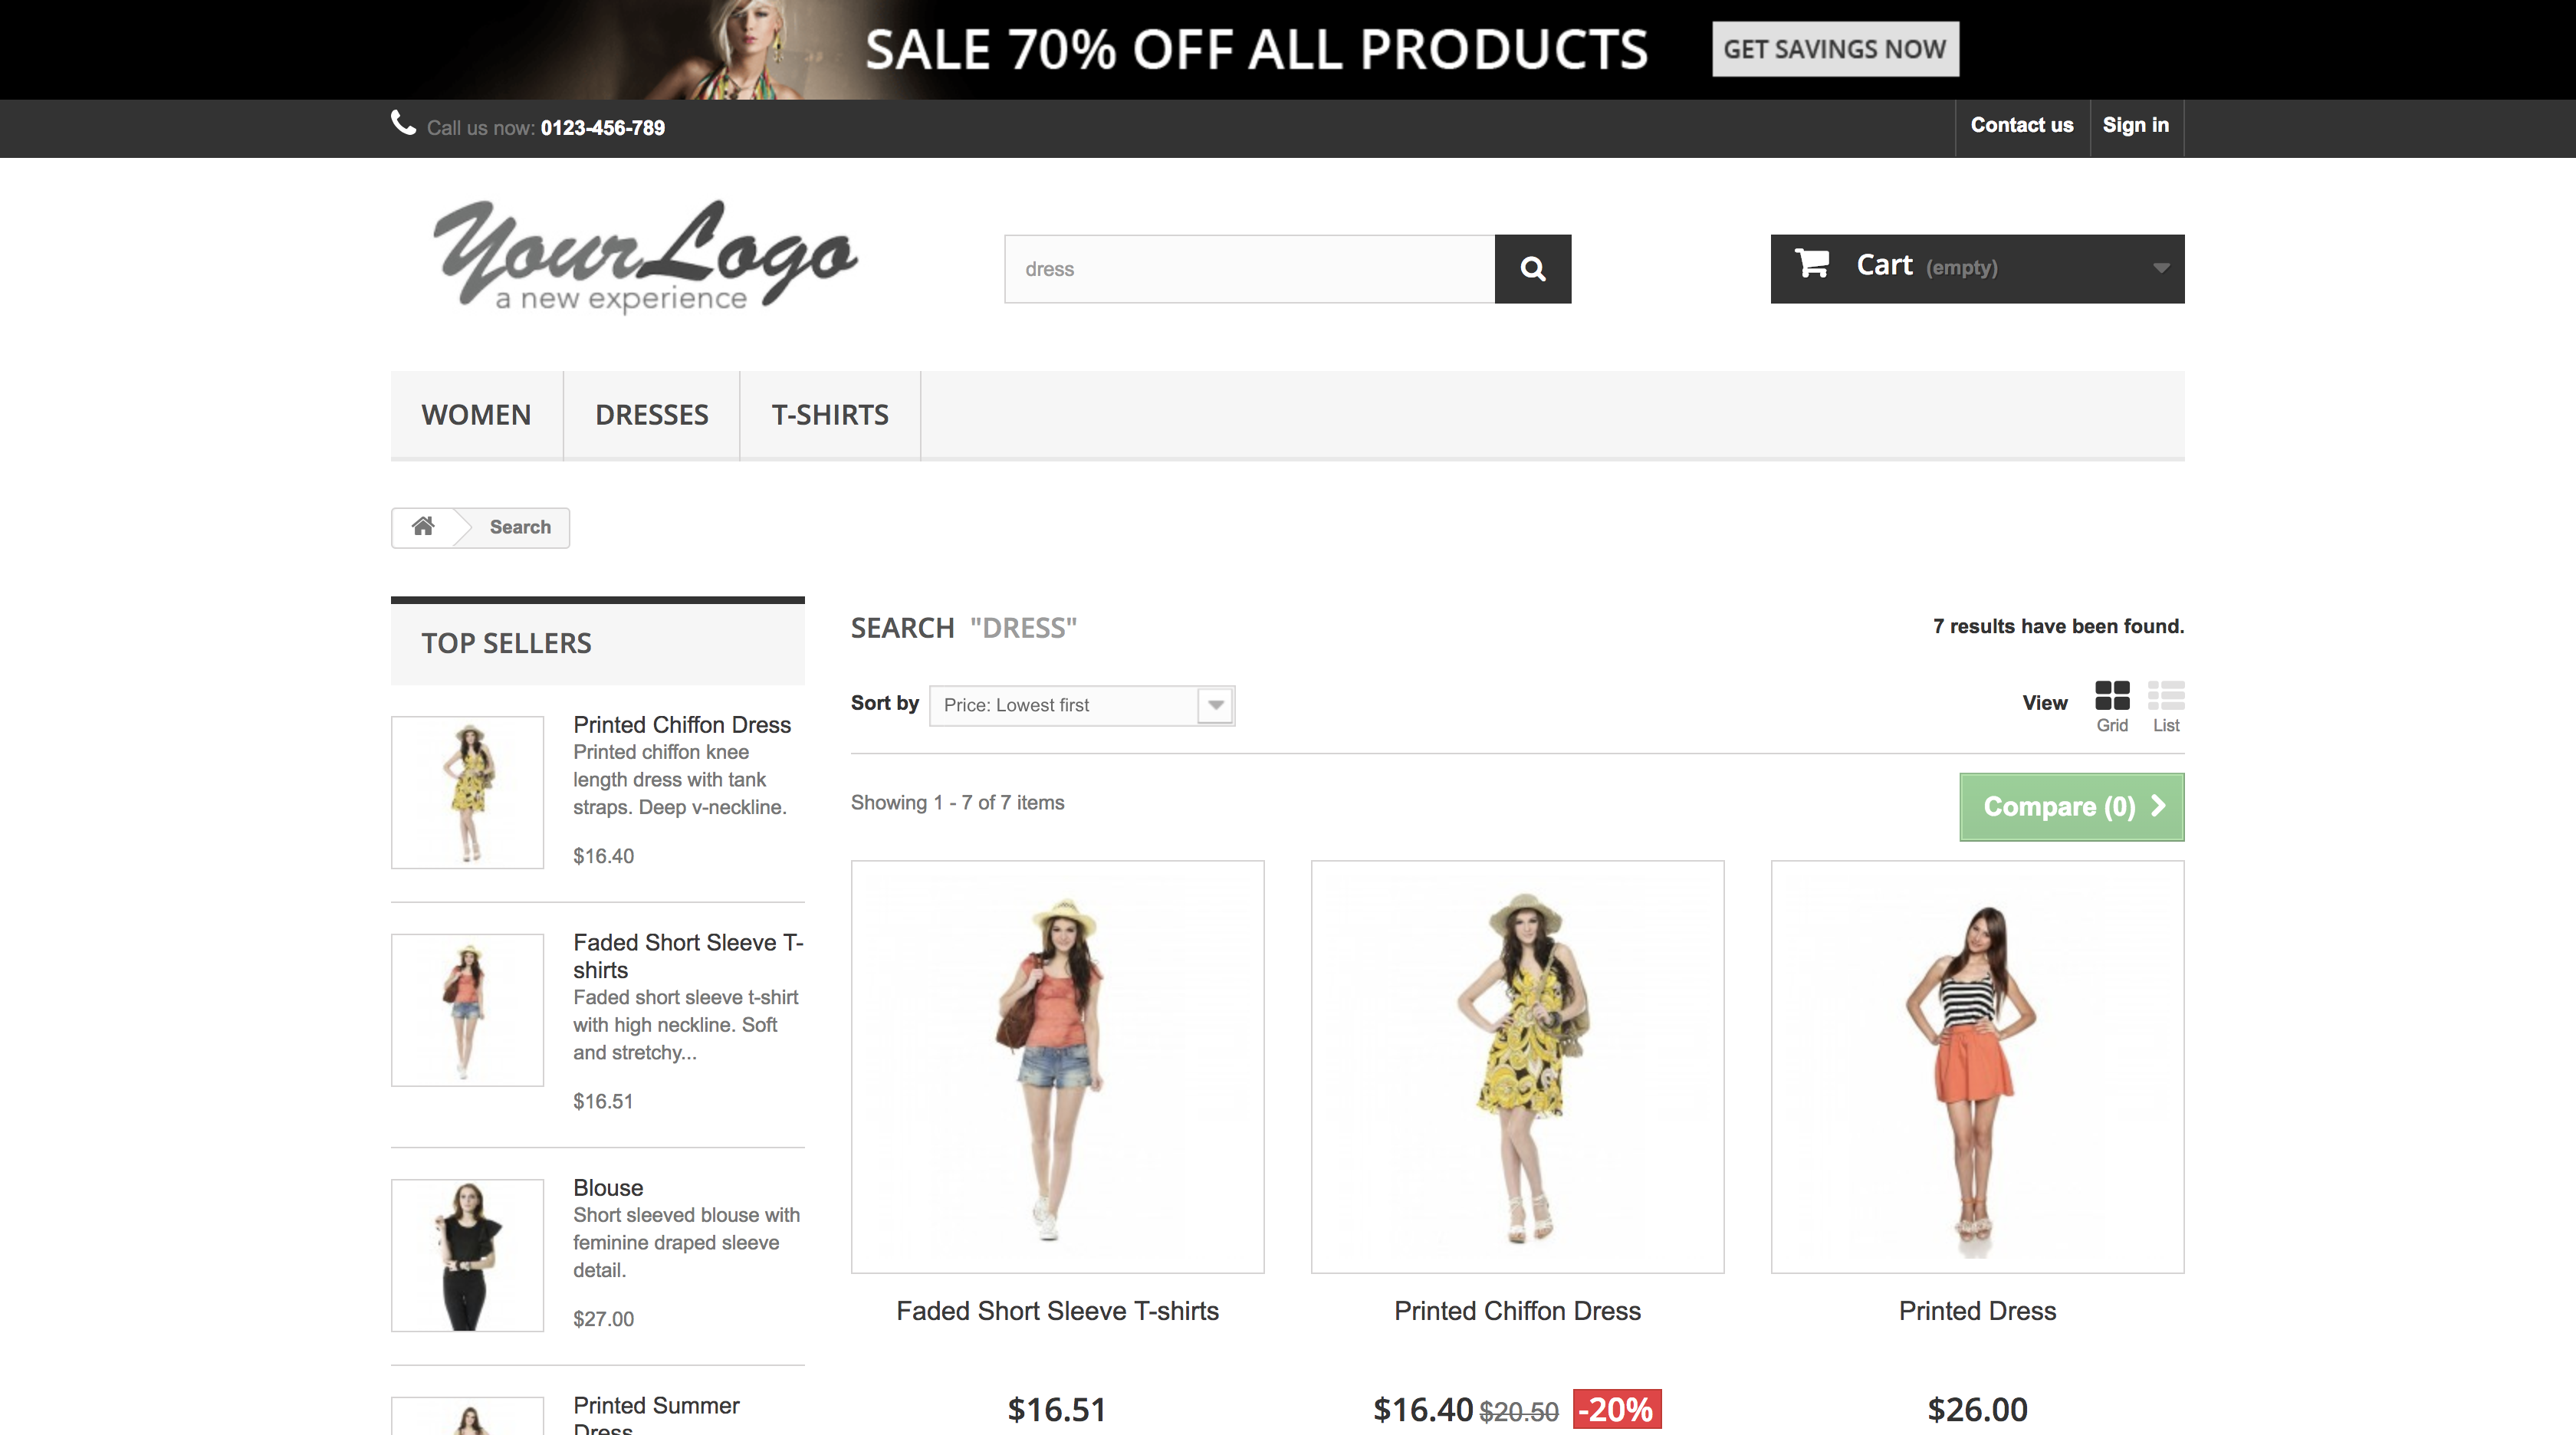 SALE 70% OFF ALL PRODUCTS
GET SAVINGS NOW
Call us now: 0123-456-789
Contact us
Sign in
YourLogo
a new experience
dress
Cart (empty)
WOMEN
DRESSES
T-SHIRTS
Search
TOP SELLERS
Printed Chiffon Dress
Printed chiffon knee
length dress with tank
straps. Deep v-neckline.
$16.40
Faded Short Sleeve T-
shirts
Faded short sleeve t-shirt
with high neckline. Soft
and stretchy...
$16.51
Blouse
Short sleeved blouse with
feminine draped sleeve
detail.
$27.00
Printed Summer
Dress
SEARCH "DRESS"
7 results have been found.
Sort by
Price: Lowest first
View
Grid
List
Showing 1 - 7 of 7 items
Compare (0)
Faded Short Sleeve T-shirts
$16.51
Printed Chiffon Dress
$16.40 $20.50 -20%
Printed Dress
$26.00